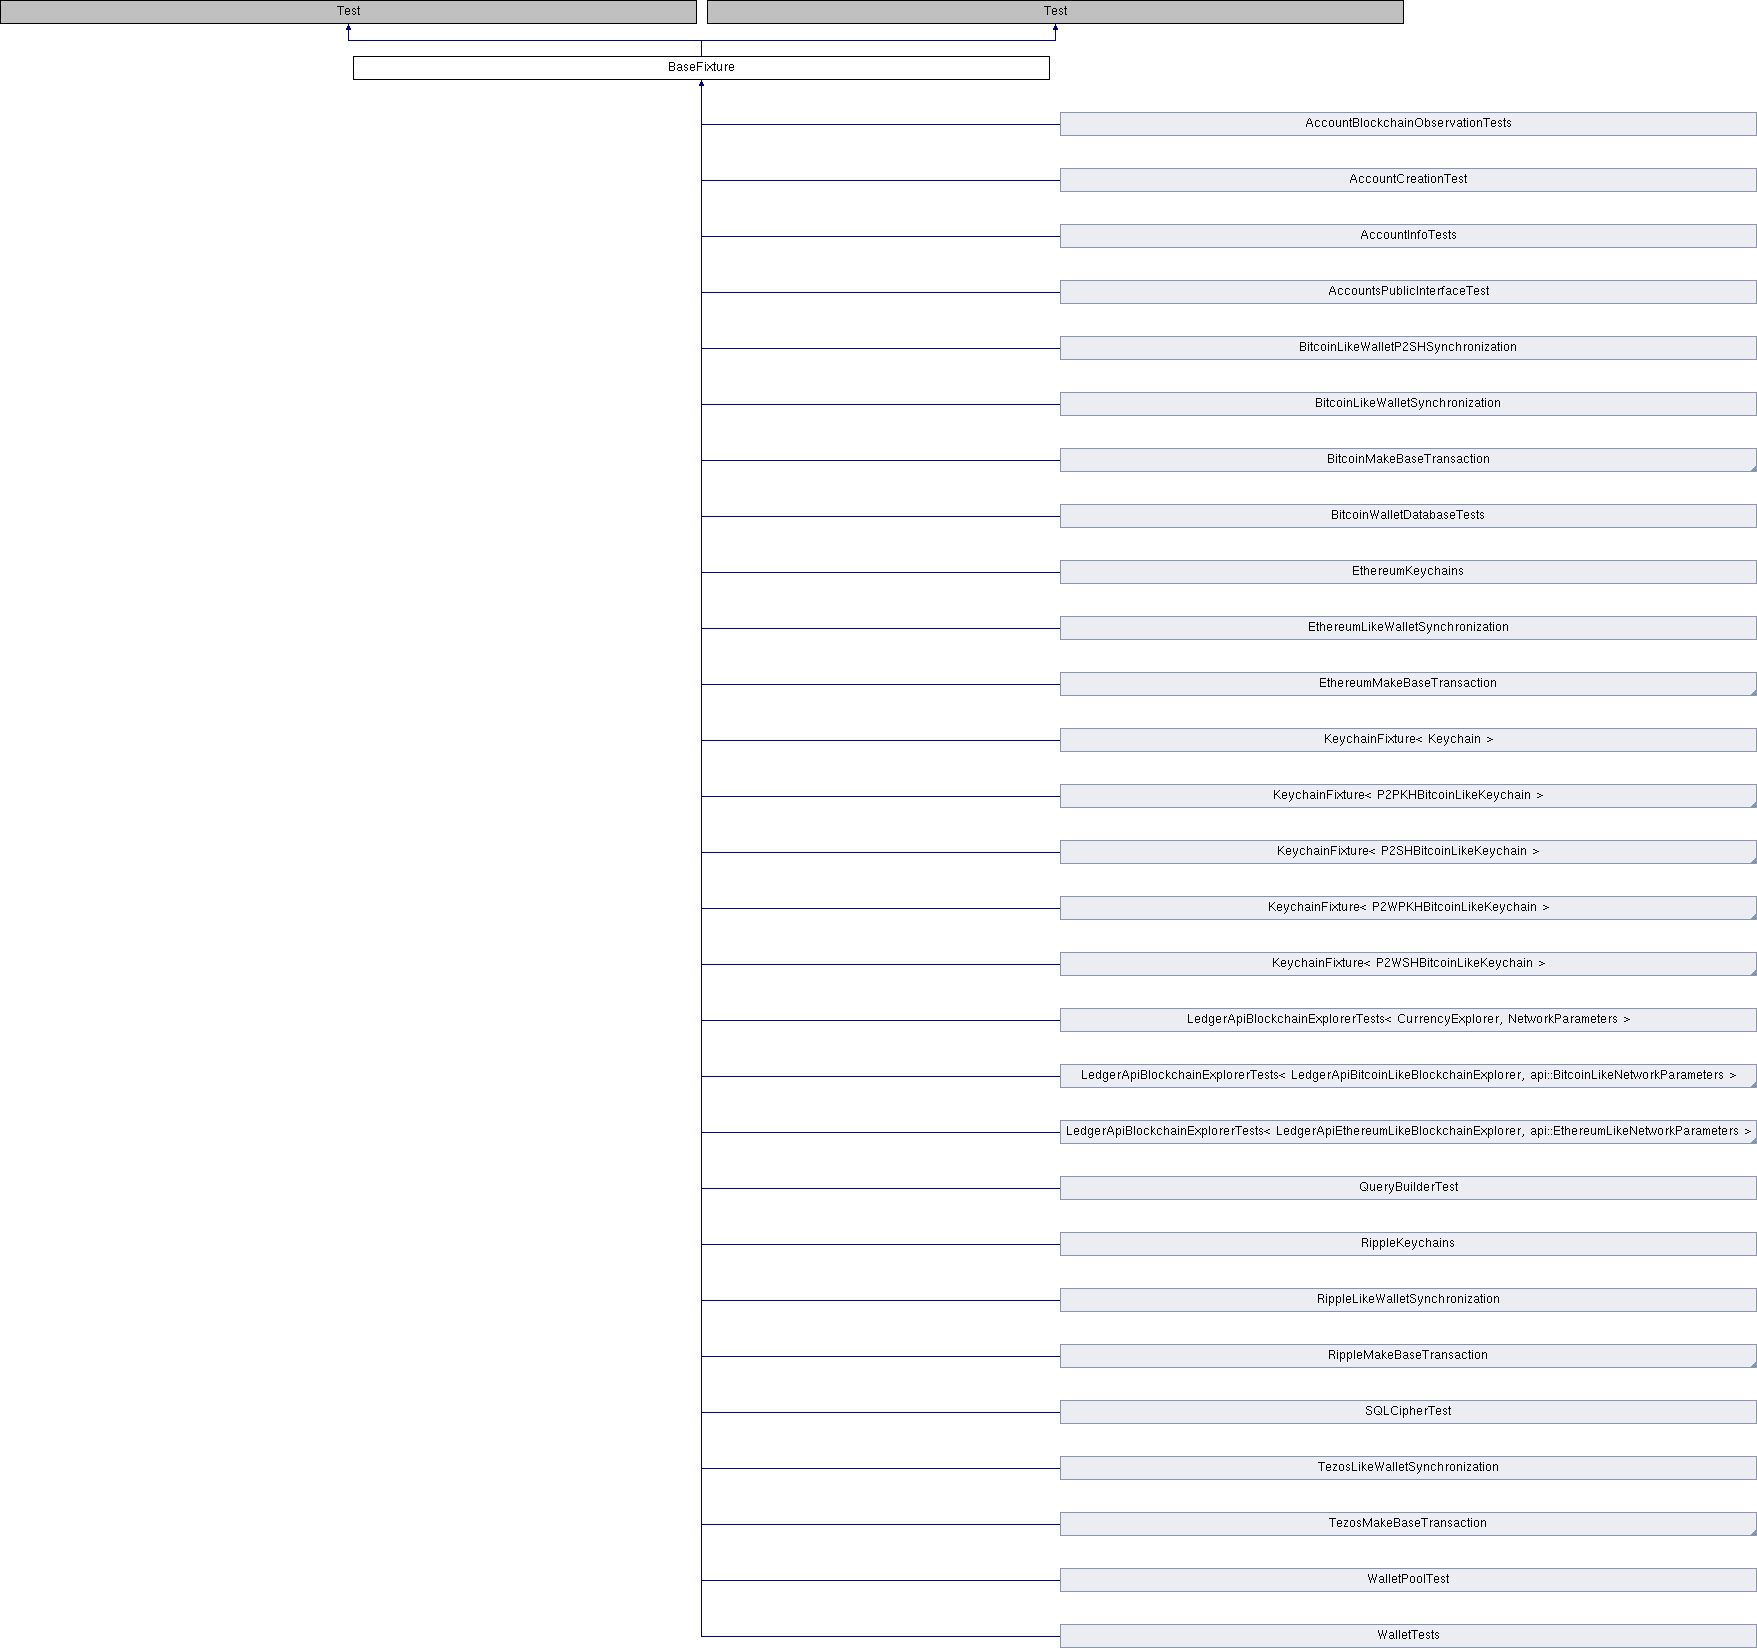 Test
Test
BaseFixture
AccountBlockchainObservationTests
AccountCreationTest
AccountInfoTests
AccountsPublicInterfaceTest
BitcoinLikeWalletP2SHSynchronization
BitcoinLikeWalletSynchronization
BitcoinMakeBaseTransaction
BitcoinWalletDatabaseTests
EthereumKeychains
EthereumLikeWalletSynchronization
EthereumMakeBaseTransaction
KeychainFixture< Keychain >
KeychainFixture< P2PKHBitcoinLikeKeychain >
KeychainFixture< P2SHBitcoinLikeKeychain >
KeychainFixture< P2WPKHBitcoinLikeKeychain >
KeychainFixture< P2WSHBitcoinLikeKeychain >
LedgerApiBlockchainExplorerTests< CurrencyExplorer, NetworkParameters >
LedgerApiBlockchainExplorerTests< LedgerApiBitcoinLikeBlockchainExplorer, api::BitcoinLikeNetworkParameters >
LedgerApiBlockchainExplorerTests< LedgerApiEthereumLikeBlockchainExplorer, api::EthereumLikeNetworkParameters >
QueryBuilderTest
RippleKeychains
RippleLikeWalletSynchronization
RippleMakeBaseTransaction
SQLCipherTest
TezosLikeWalletSynchronization
TezosMakeBaseTransaction
WalletPoolTest
WalletTests